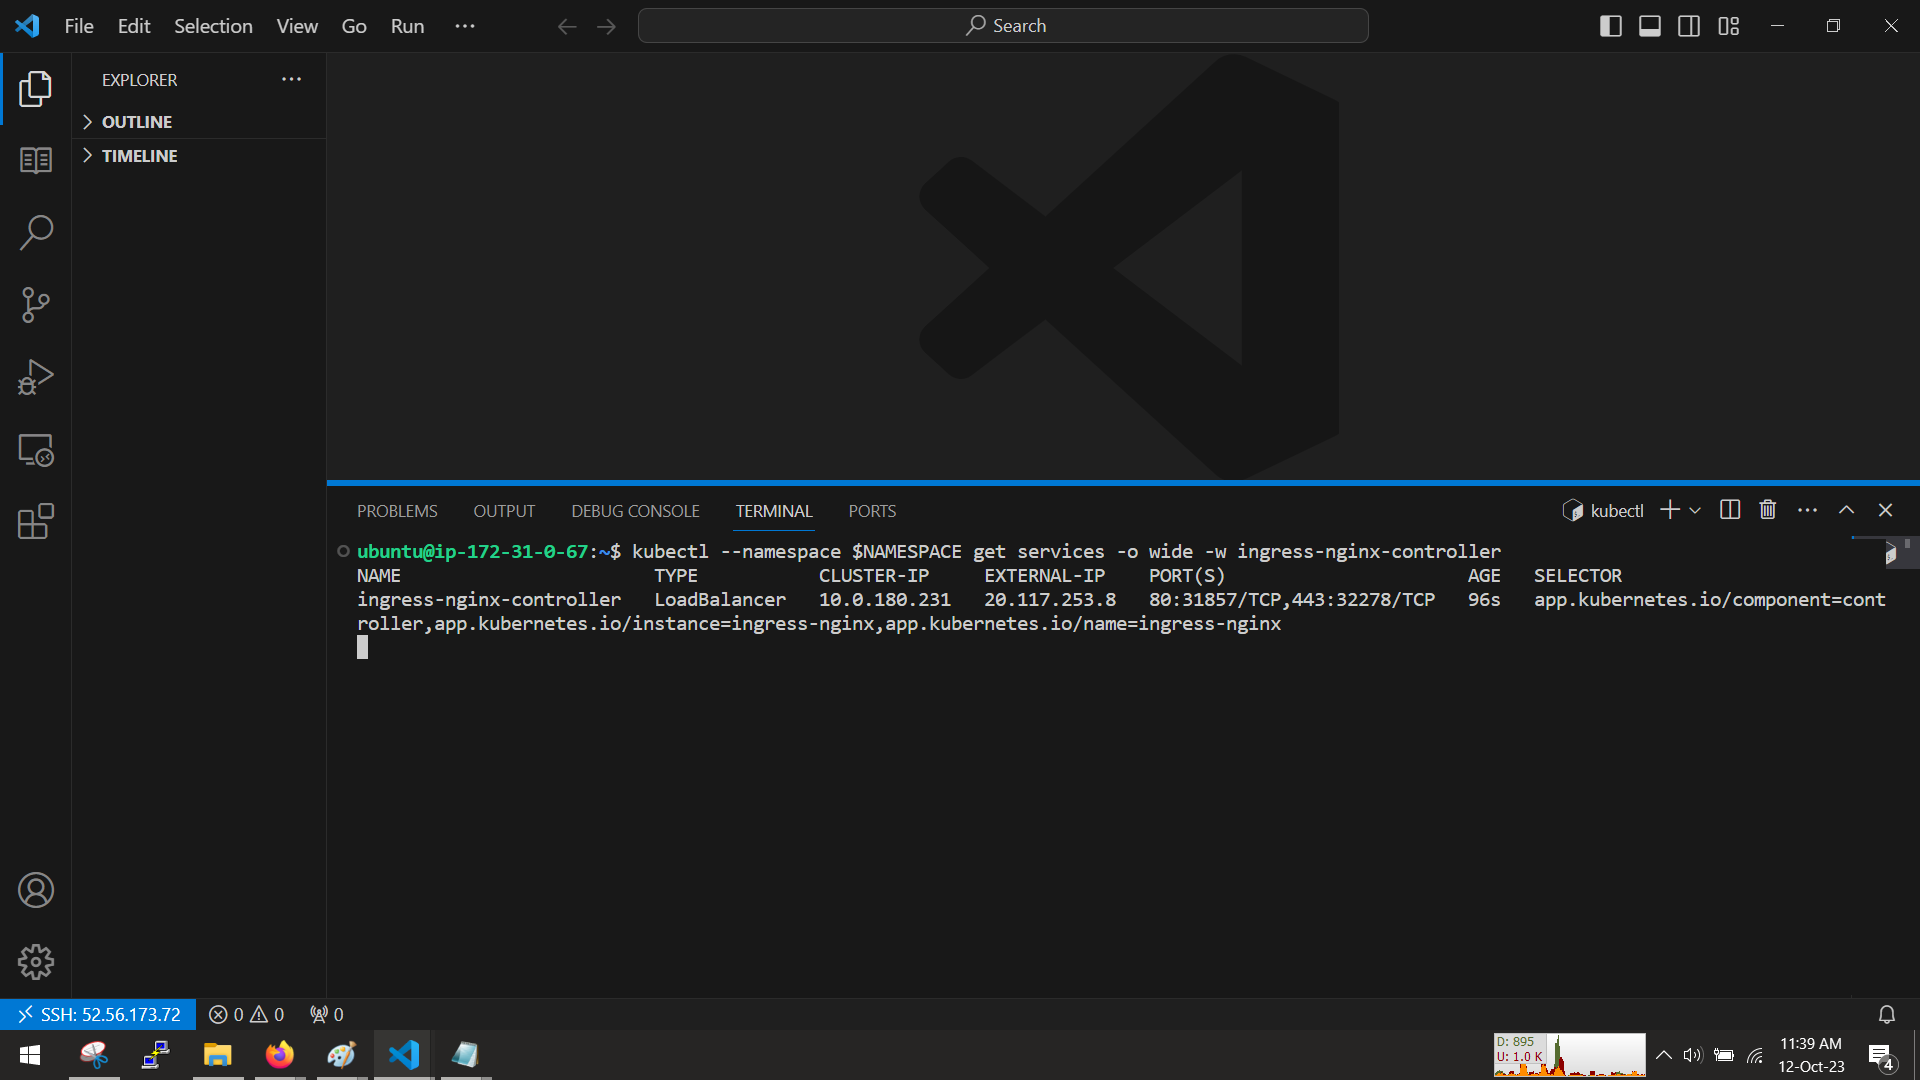 File Edit Selection View Go Run ...
Search
EXPLORER ...
OUTLINE
TIMELINE
PROBLEMS OUTPUT DEBUG CONSOLE TERMINAL PORTS
kubectl
ubuntu@ip-172-31-0-67:~$ kubectl --namespace $NAMESPACE get services -o wide -w ingress-nginx-controller
NAME TYPE CLUSTER-IP EXTERNAL-IP PORT(S) AGE SELECTOR
ingress-nginx-controller LoadBalancer 10.0.180.231 20.117.253.8 80:31857/TCP,443:32278/TCP 96s app.kubernetes.io/component=cont
roller,app.kubernetes.io/instance=ingress-nginx,app.kubernetes.io/name=ingress-nginx
SSH: 52.56.173.72 0 0 0
D: 895
U: 1.0 K
11:39 AM
12-Oct-23
4